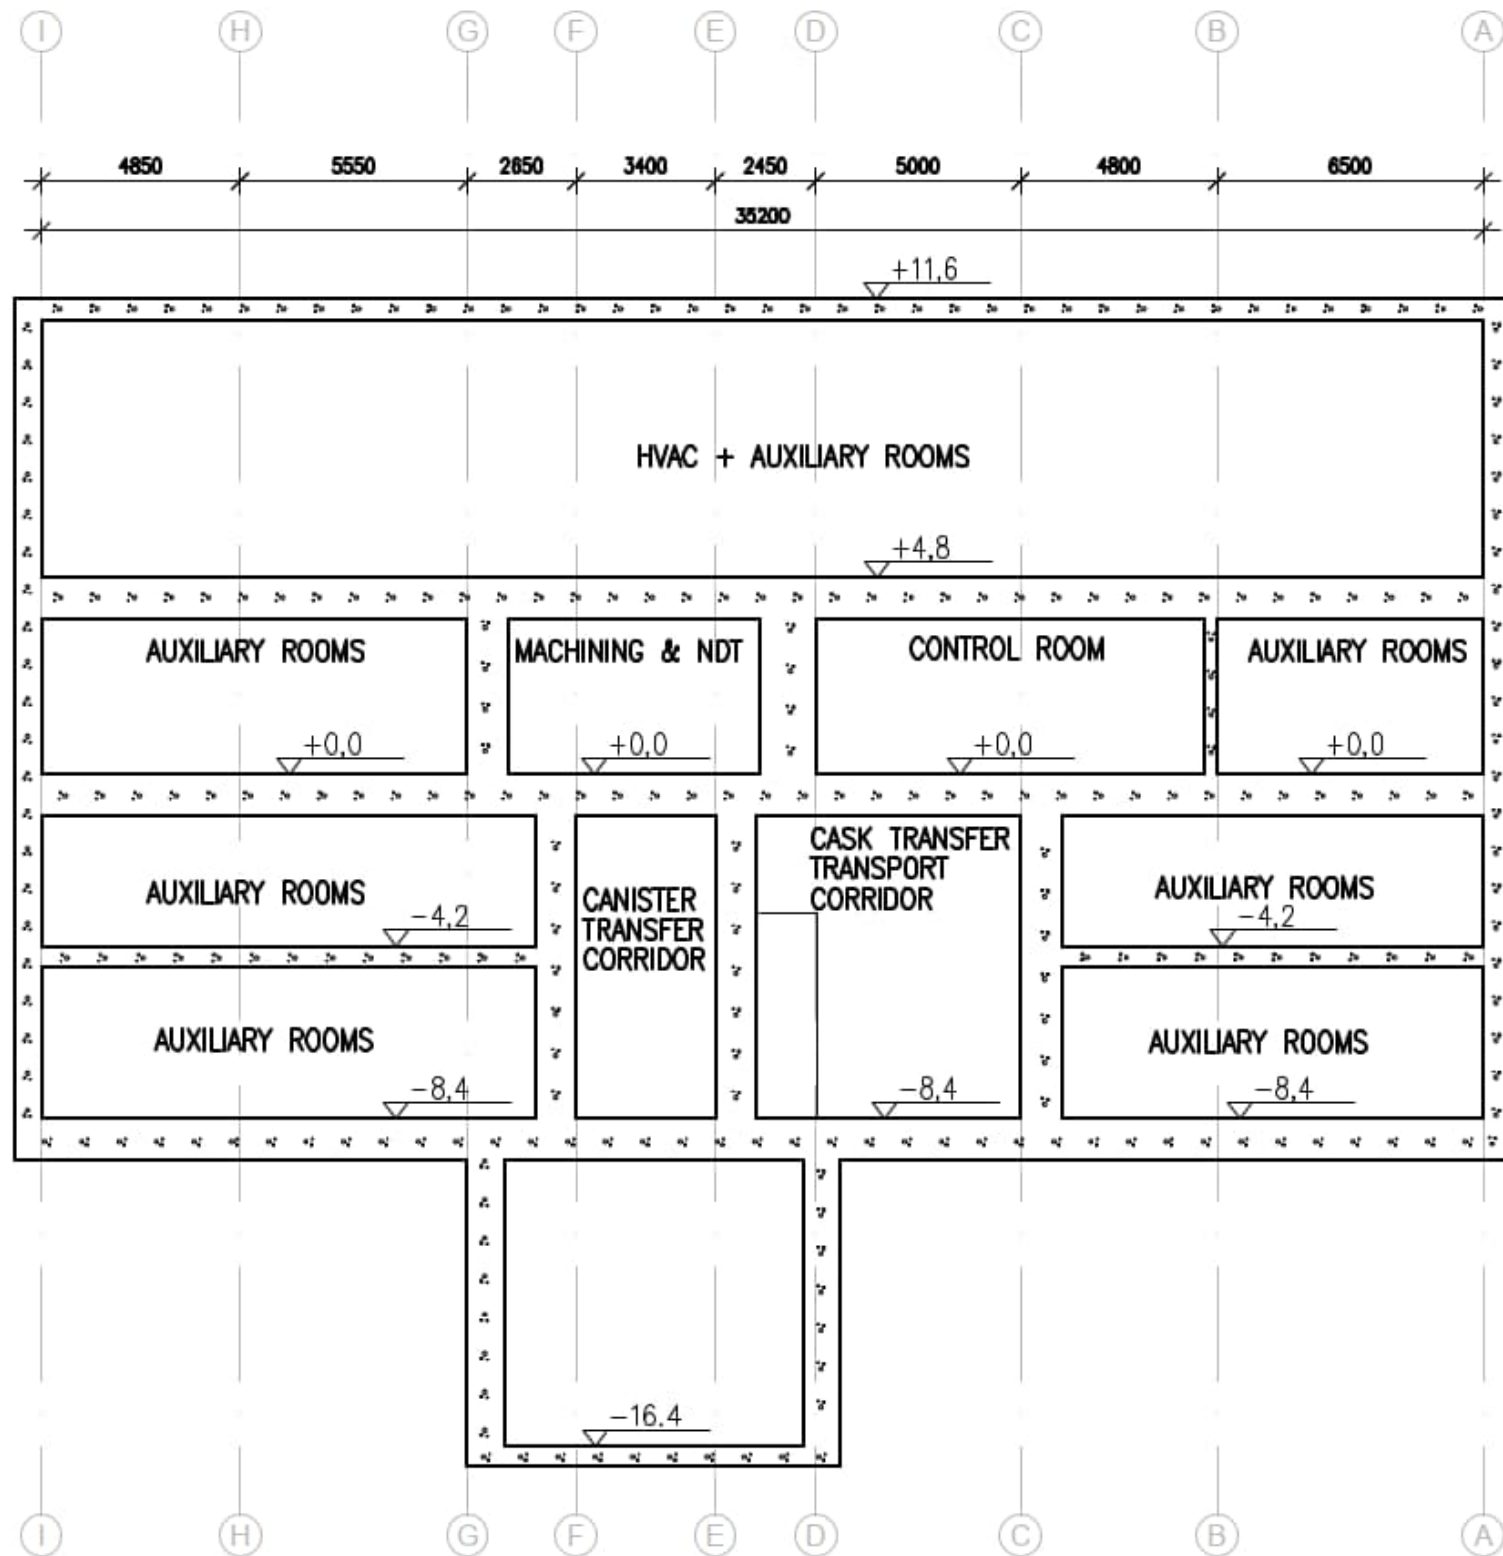 I H G F E D C B A
4850 5550 2650 3400 2450 5000 4800 6500
35200
+11,6
HVAC + AUXILIARY ROOMS
+4,8
AUXILIARY ROOMS
MACHINING & NDT
CONTROL ROOM
AUXILIARY ROOMS
+0,0
+0,0
+0,0
+0,0
AUXILIARY ROOMS
-4,2
CANISTER
TRANSFER
CORRIDOR
CASK TRANSFER
TRANSPORT
CORRIDOR
AUXILIARY ROOMS
-4,2
AUXILIARY ROOMS
-8,4
-8,4
AUXILIARY ROOMS
-8,4
-16.4
I H G F E D C B A